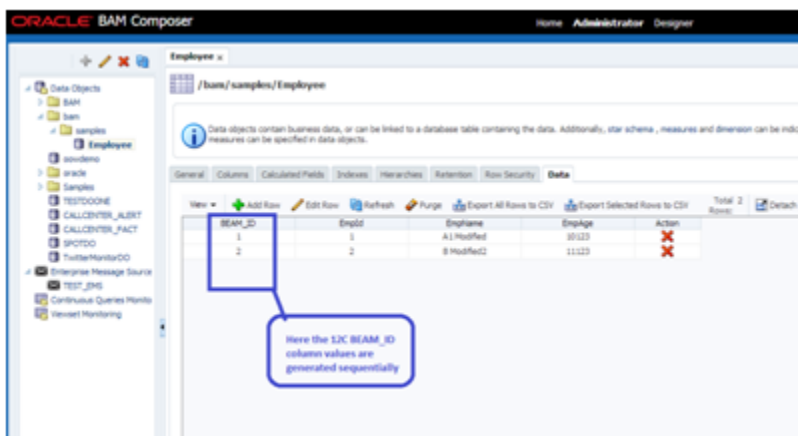 ORACLE BAM Composer
Home Administrator Designer
Employee x
/bam/samples/Employee
Data objects contain business data, or can be linked to a database table containing the data. Additionally, star schema , measures and dimension can be indic
measures can be specified in data objects.
General Columns Calculated Fields Indexes Hierarchies Retention Row Security Data
View Add Row Edit Row Refresh Purge Export All Rows to CSV Export Selected Rows to CSV Total 2 Detach
Rows:
BEAM_ID EmpId EmpName EmpAge Action
1 1 A1Modified 10123
2 2 B Modified2 11123
Here the 12C BEAM_ID
column values are
generated sequentially
Data Objects
BAM
bam
samples
Employee
oowdemo
oracle
Samples
TESTDOONE
CALLCENTER_ALERT
CALLCENTER_FACT
SPOTDO
TwitterMonitorDO
Enterprise Message Source
TEST_EMS
Continuous Queries Monito
Viewset Monitoring